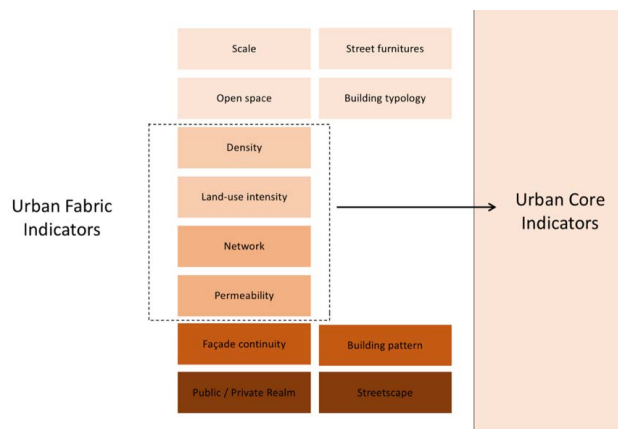 Scale
Street furnitures
Open space
Building typology
Density
Land-use intensity
Urban Fabric
Indicators
Urban Core
Indicators
Network
Permeability
Façade continuity
Building pattern
Public / Private Realm
Streetscape